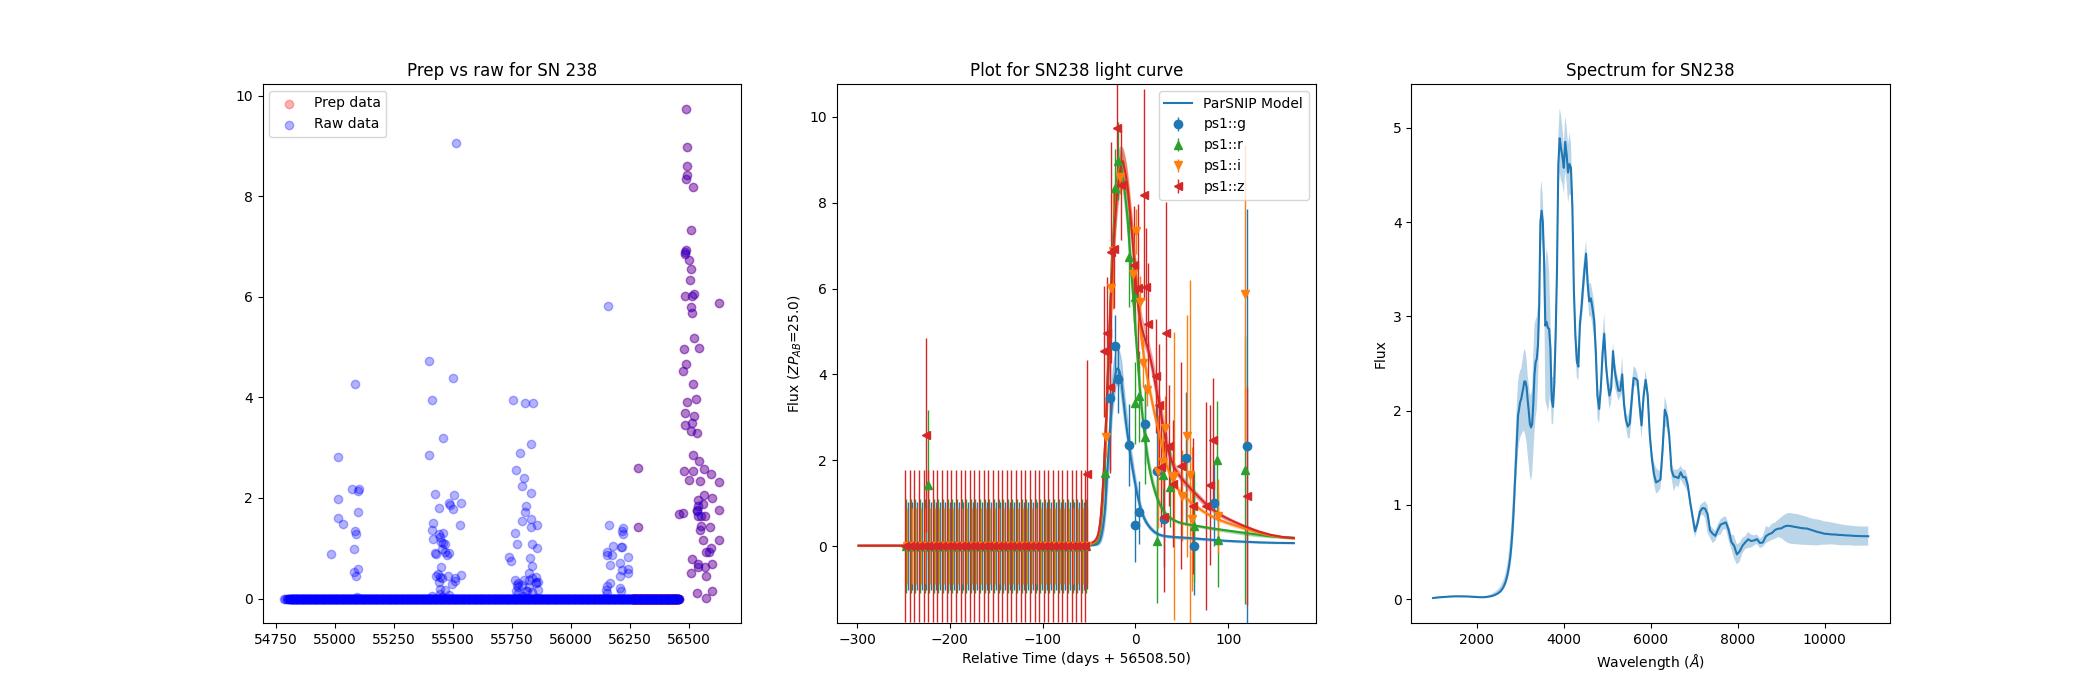 Prep vs raw for SN 238
Prep data
Raw data
10
8
6
4
2
0
54750 55000 55250 55500 55750 56000 56250 56500
Plot for SN238 light curve
ParSNIP Model
ps1::g
ps1::r
ps1::i
ps1::z
Flux (ZP_AB=25.0)
10
8
6
4
2
0
−300 −200 −100 0 100
Relative Time (days + 56508.50)
Spectrum for SN238
Flux
5
4
3
2
1
0
2000 4000 6000 8000 10000
Wavelength (Å)